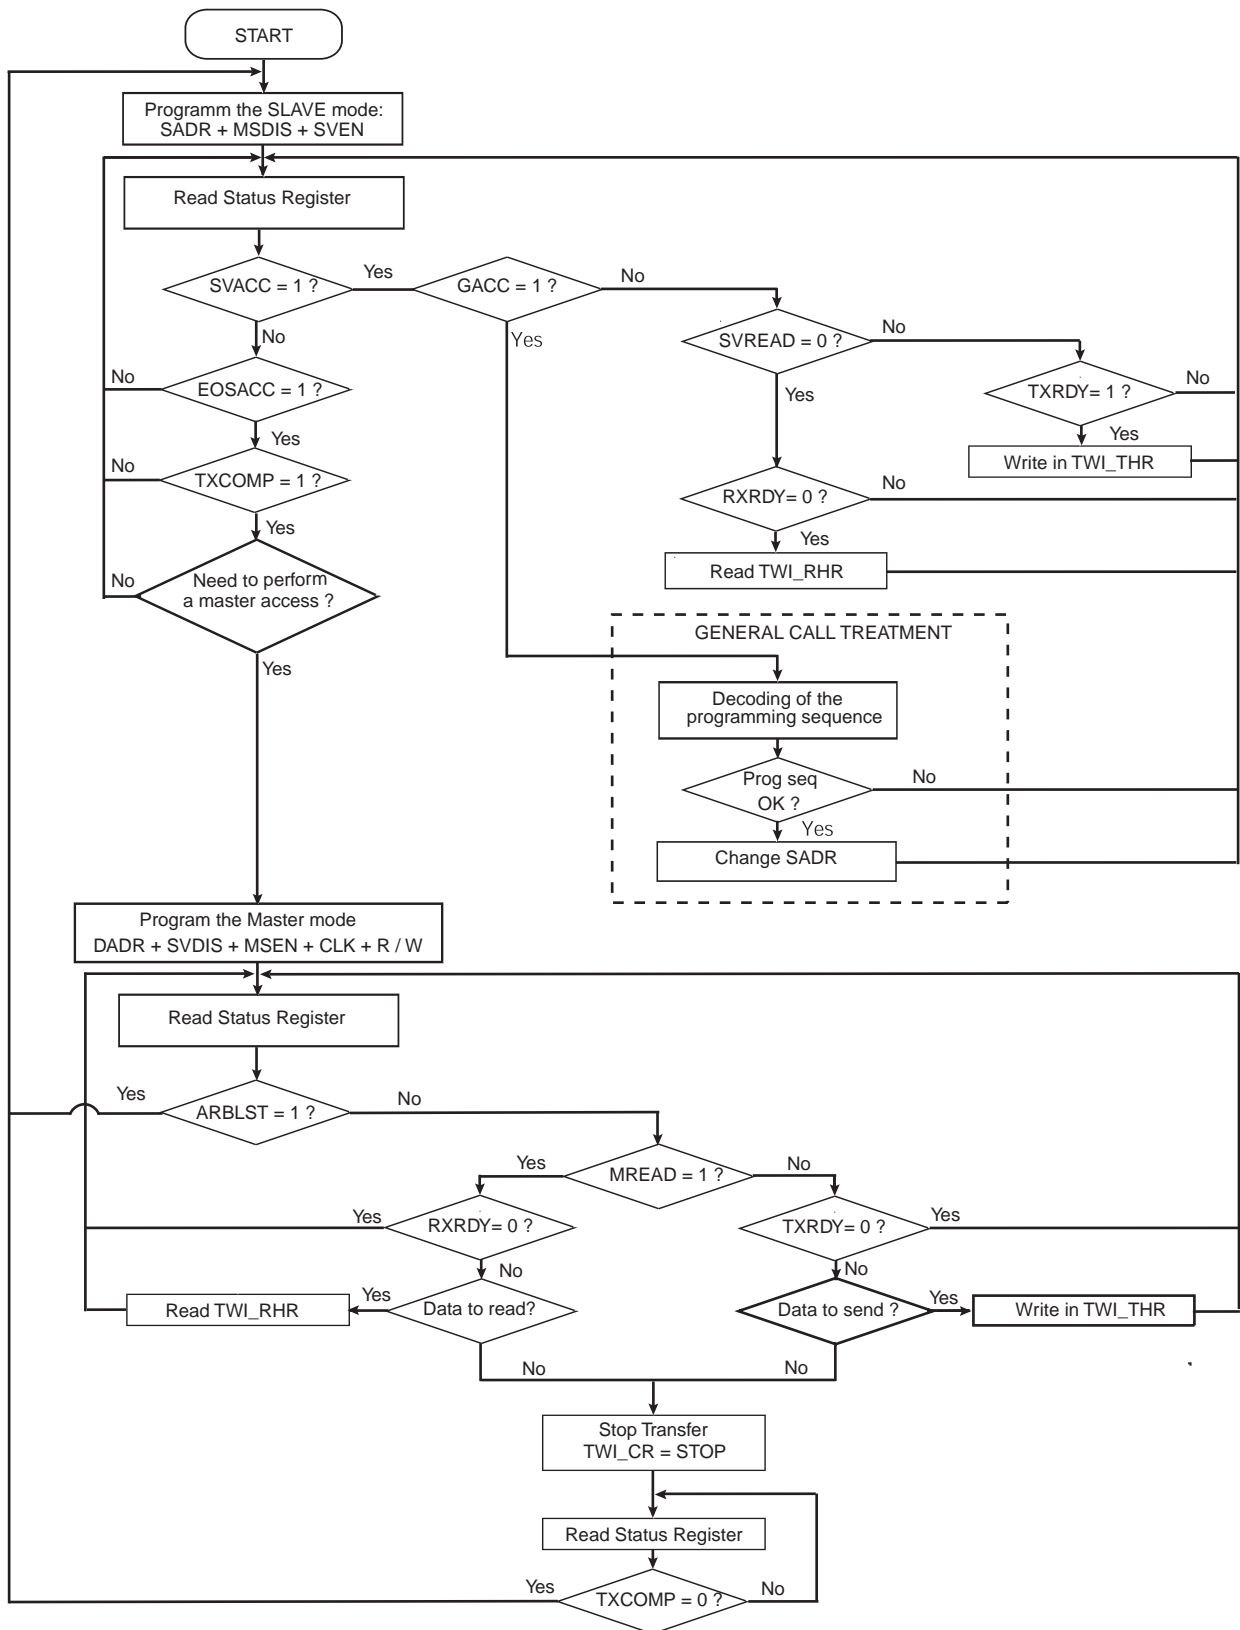 START
Programm the SLAVE mode:
SADR + MSDIS + SVEN
Read Status Register
SVACC = 1 ?
Yes
GACC = 1 ?
No
No
Yes
SVREAD = 0 ?
No
No
EOSACC = 1 ?
Yes
TXRDY= 1 ?
No
Yes
Yes
Write in TWI_THR
No
TXCOMP = 1 ?
RXRDY= 0 ?
No
Yes
Yes
Read TWI_RHR
No
Need to perform
a master access ?
GENERAL CALL TREATMENT
Yes
Decoding of the
programming sequence
Prog seq
OK ?
No
Yes
Change SADR
Program the Master mode
DADR + SVDIS + MSEN + CLK + R / W
Read Status Register
Yes
ARBLST = 1 ?
No
Yes
MREAD = 1 ?
No
Yes
RXRDY= 0 ?
TXRDY= 0 ?
Yes
No
No
Read TWI_RHR
Yes
Data to read?
Data to send ?
Yes
Write in TWI_THR
No
No
Stop Transfer
TWI_CR = STOP
Read Status Register
Yes
TXCOMP = 0 ?
No